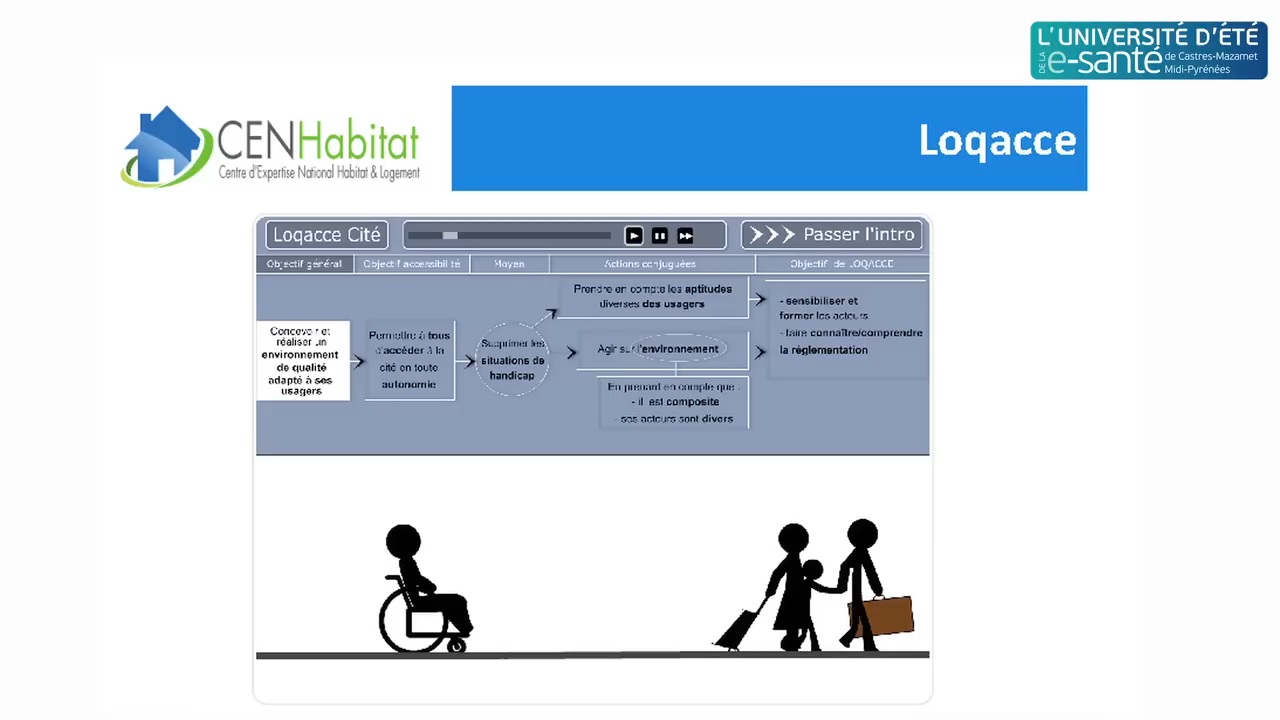 L'UNIVERSITÉ D'ÉTÉ
DE LA
e-santé
de Castres-Mazamet
Midi-Pyrénées
CENHabitat
Centre d'Expertise National Habitat & Logement
Loqacce
Loqacce Cité
Passer l'intro
Objectif général
Objectif accessibilité
Moyen
Actions conjuguées
Objectif de LOQACCE
Concevoir et
réaliser un
environnement
de qualité
adapté à ses
usagers
Permettre à tous
d'accéder à la
cité en toute
autonomie
Supprimer les
situations de
handicap
Prendre en compte les aptitudes
diverses des usagers
Agir sur l'environnement
En prenant en compte que :
- il est composite
- ses acteurs sont divers
- sensibiliser et
former les acteurs
- faire connaître/comprendre
la règlementation